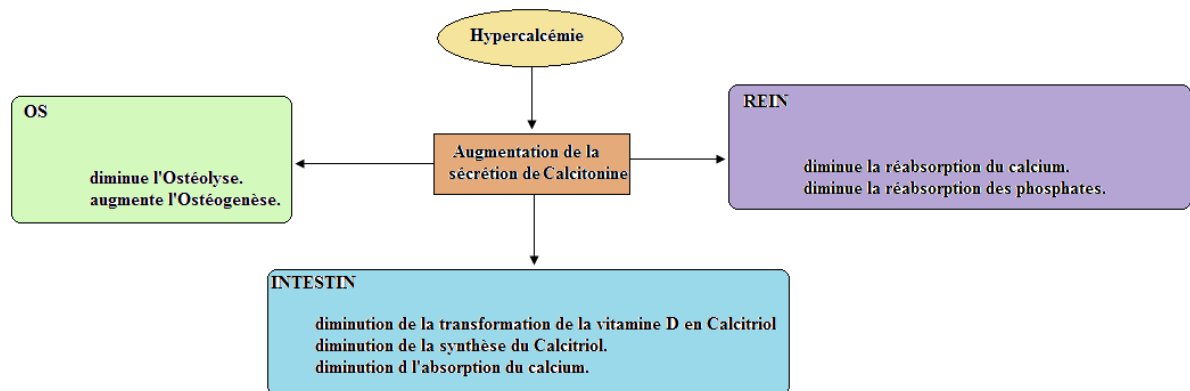 Hypercalcémie
OS
diminue l'Ostéolyse.
augmente l'Ostéogenèse.
Augmentation de la
sécrétion de Calcitonine
REIN
diminue la réabsorption du calcium.
diminue la réabsorption des phosphates.
INTESTIN
diminution de la transformation de la vitamine D en Calcitriol
diminution de la synthèse du Calcitriol.
diminution d l'absorption du calcium.